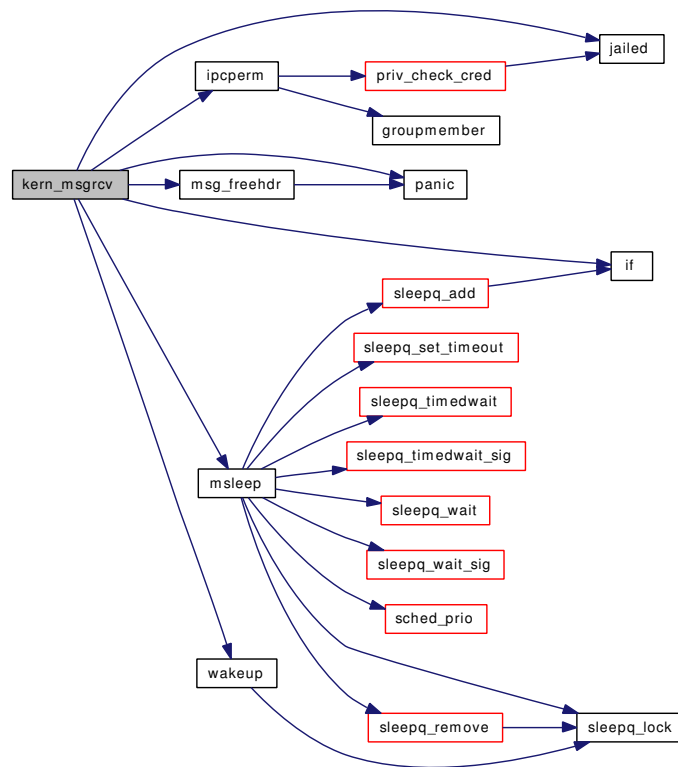 jailed
ipcperm
priv_check_cred
groupmember
kern_msgrcv
msg_freehdr
panic
if
sleepq_add
sleepq_set_timeout
sleepq_timedwait
sleepq_timedwait_sig
msleep
sleepq_wait
sleepq_wait_sig
sched_prio
wakeup
sleepq_remove
sleepq_lock